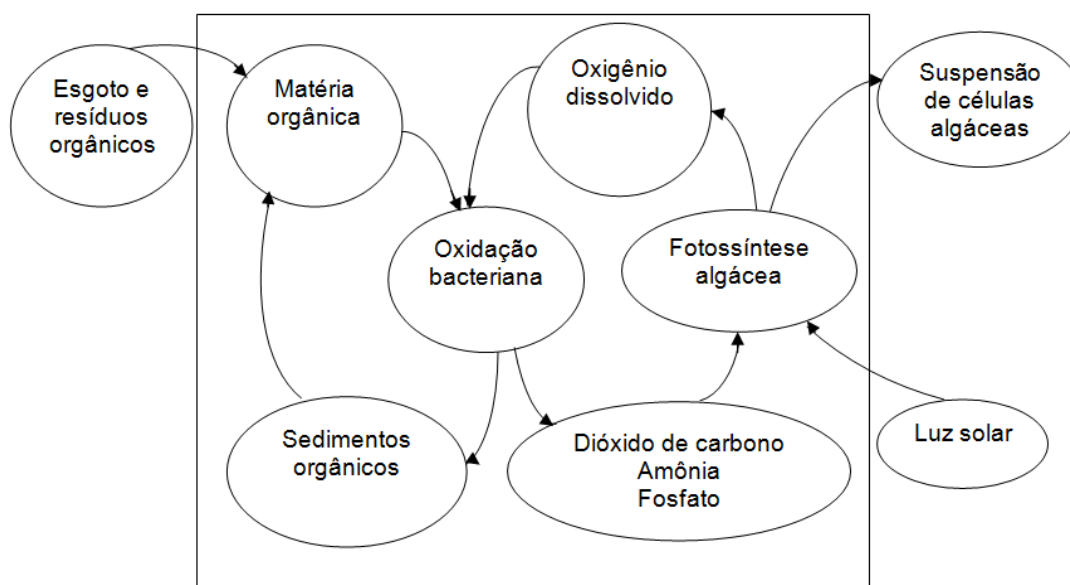 Esgoto e
resíduos
orgânicos
Matéria
orgânica
Oxigênio
dissolvido
Suspensão
de células
algáceas
Oxidação
bacteriana
Fotossíntese
algácea
Sedimentos
orgânicos
Dióxido de carbono
Amônia
Fosfato
Luz solar